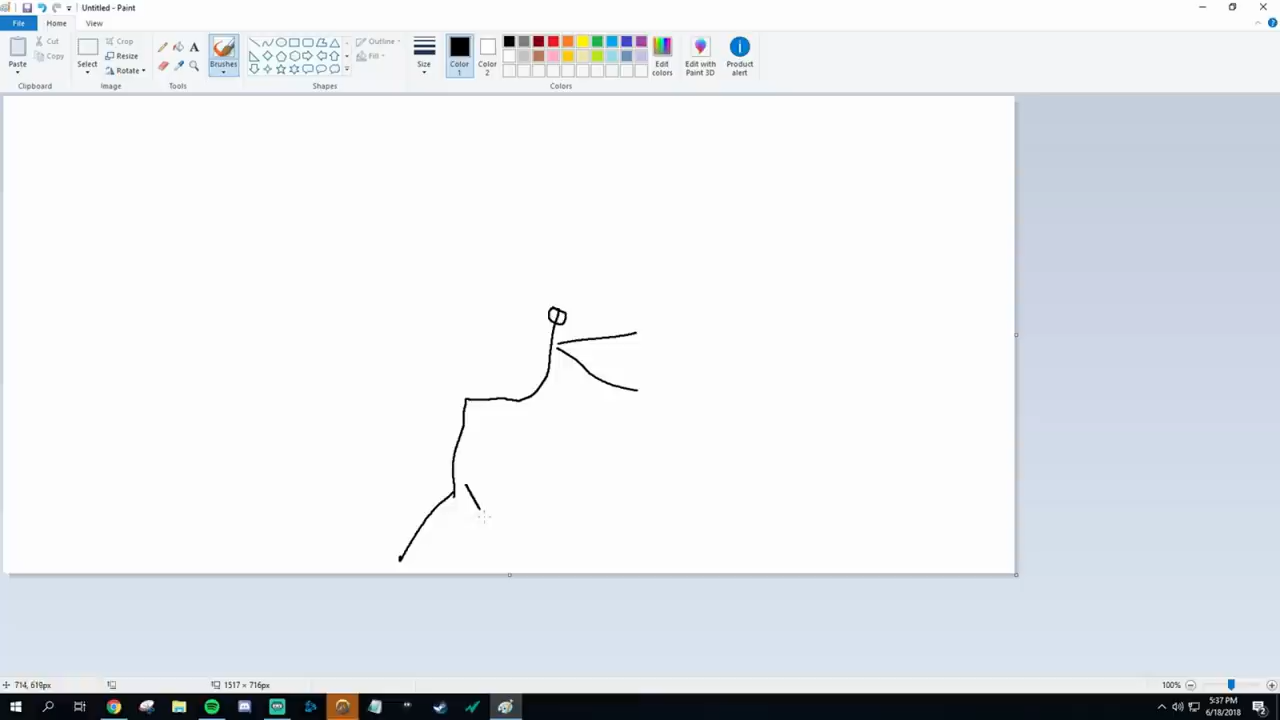 Untitled - Paint
File Home View
Paste
Cut
Copy
Clipboard
Select
Crop
Resize
Rotate
Image
Tools
Brushes
Outline
Fill
Shapes
Size
Color 1
Color 2
Edit colors
Colors
Edit with Paint 3D
Product alert
714, 619px
1517 × 716px
100%
5:37 PM
6/18/2018